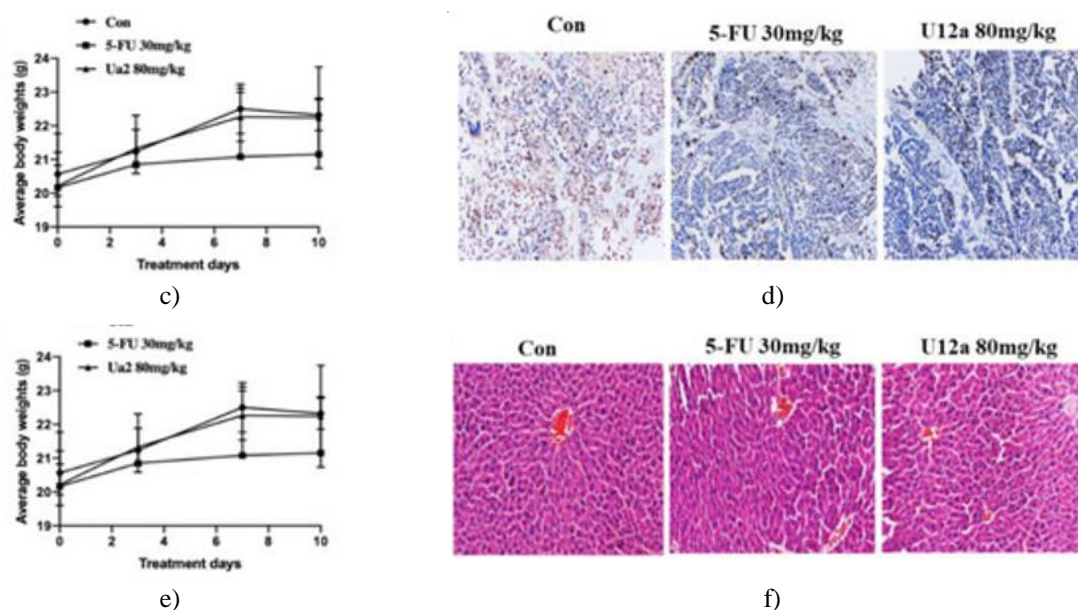 Con
5-FU 30mg/kg
Ua2 80mg/kg
Average body weights (g)
24
23
22
21
20
19
0 2 4 6 8 10
Treatment days
c)
Con 5-FU 30mg/kg U12a 80mg/kg
d)
5-FU 30mg/kg
Ua2 80mg/kg
Average body weights (g)
24
23
22
21
20
19
0 2 4 6 8 10
Treatment days
e)
Con 5-FU 30mg/kg U12a 80mg/kg
f)